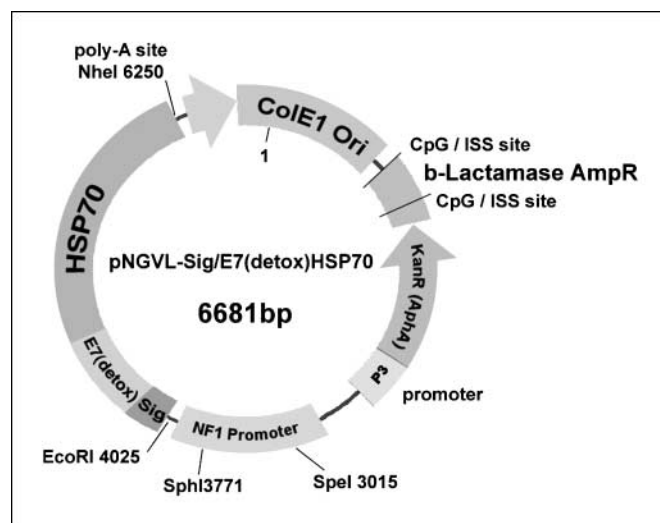 poly-A site
NheI 6250
ColE1 Ori
1
CpG / ISS site
b-Lactamase AmpR
CpG / ISS site
HSP70
pNGVL-Sig/E7(detox)HSP70
6681bp
KanR (AphA)
P3
promoter
E7(detox)
Sig
NF1 Promoter
EcoRI 4025
SphI3771
SpeI 3015